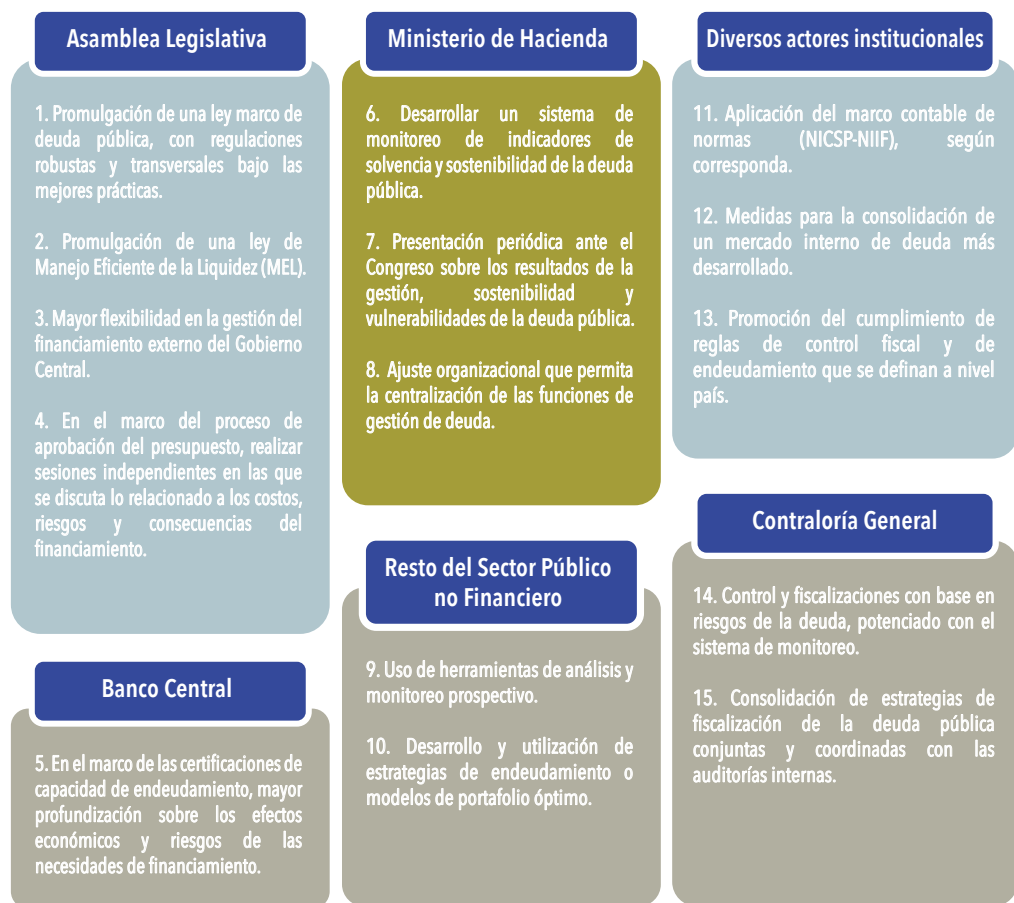 Asamblea Legislativa
1. Promulgación de una ley marco de
deuda pública, con regulaciones
robustas y transversales bajo las
mejores prácticas.
2. Promulgación de una ley de
Manejo Eficiente de la Liquidez (MEL).
3. Mayor flexibilidad en la gestión del
financiamiento externo del Gobierno
Central.
4. En el marco del proceso de
aprobación del presupuesto, realizar
sesiones independientes en las que
se discuta lo relacionado a los costos,
riesgos y consecuencias del
financiamiento.
Banco Central
5. En el marco de las certificaciones de
capacidad de endeudamiento, mayor
profundización sobre los efectos
económicos y riesgos de las
necesidades de financiamiento.
Ministerio de Hacienda
6. Desarrollar un sistema de
monitoreo de indicadores de
solvencia y sostenibilidad de la deuda
pública.
7. Presentación periódica ante el
Congreso sobre los resultados de la
gestión, sostenibilidad y
vulnerabilidades de la deuda pública.
8. Ajuste organizacional que permita
la centralización de las funciones de
gestión de deuda.
Resto del Sector Público
no Financiero
9. Uso de herramientas de análisis y
monitoreo prospectivo.
10. Desarrollo y utilización de
estrategias de endeudamiento o
modelos de portafolio óptimo.
Diversos actores institucionales
11. Aplicación del marco contable de
normas (NICSP-NIIF), según
corresponda.
12. Medidas para la consolidación de
un mercado interno de deuda más
desarrollado.
13. Promoción del cumplimiento de
reglas de control fiscal y de
endeudamiento que se definan a nivel
país.
Contraloría General
14. Control y fiscalizaciones con base en
riesgos de la deuda, potenciado con el
sistema de monitoreo.
15. Consolidación de estrategias de
fiscalización de la deuda pública
conjuntas y coordinadas con las
auditorías internas.